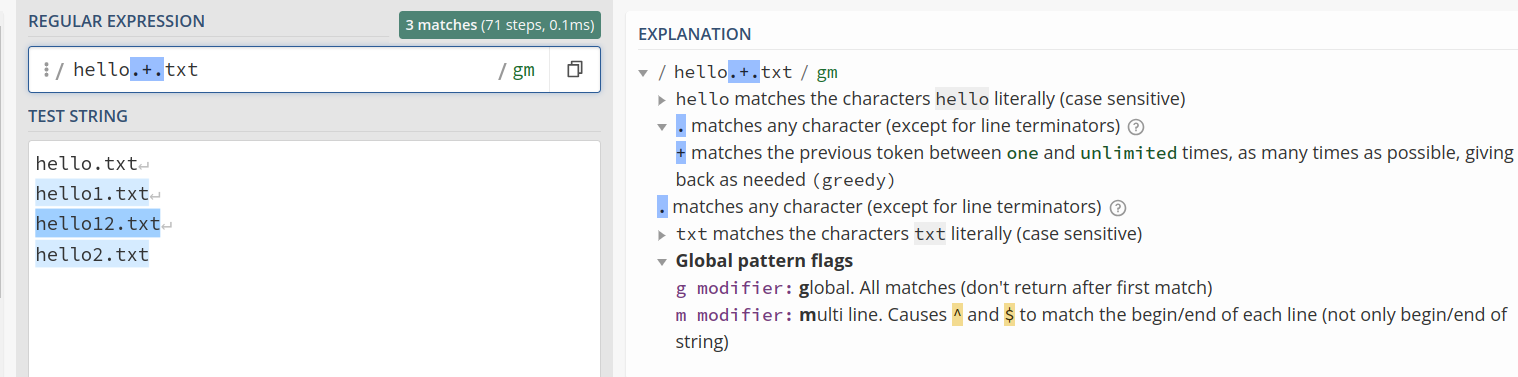 REGULAR EXPRESSION
3 matches (71 steps, 0.1ms)
/ hello.+.txt / gm
TEST STRING
hello.txt↵
hello1.txt↵
hello12.txt↵
hello2.txt
EXPLANATION
/ hello.+.txt / gm
hello matches the characters hello literally (case sensitive)
. matches any character (except for line terminators) ?
+ matches the previous token between one and unlimited times, as many times as possible, giving
back as needed (greedy)
. matches any character (except for line terminators) ?
txt matches the characters txt literally (case sensitive)
Global pattern flags
g modifier: global. All matches (don't return after first match)
m modifier: multi line. Causes ^ and $ to match the begin/end of each line (not only begin/end of
string)